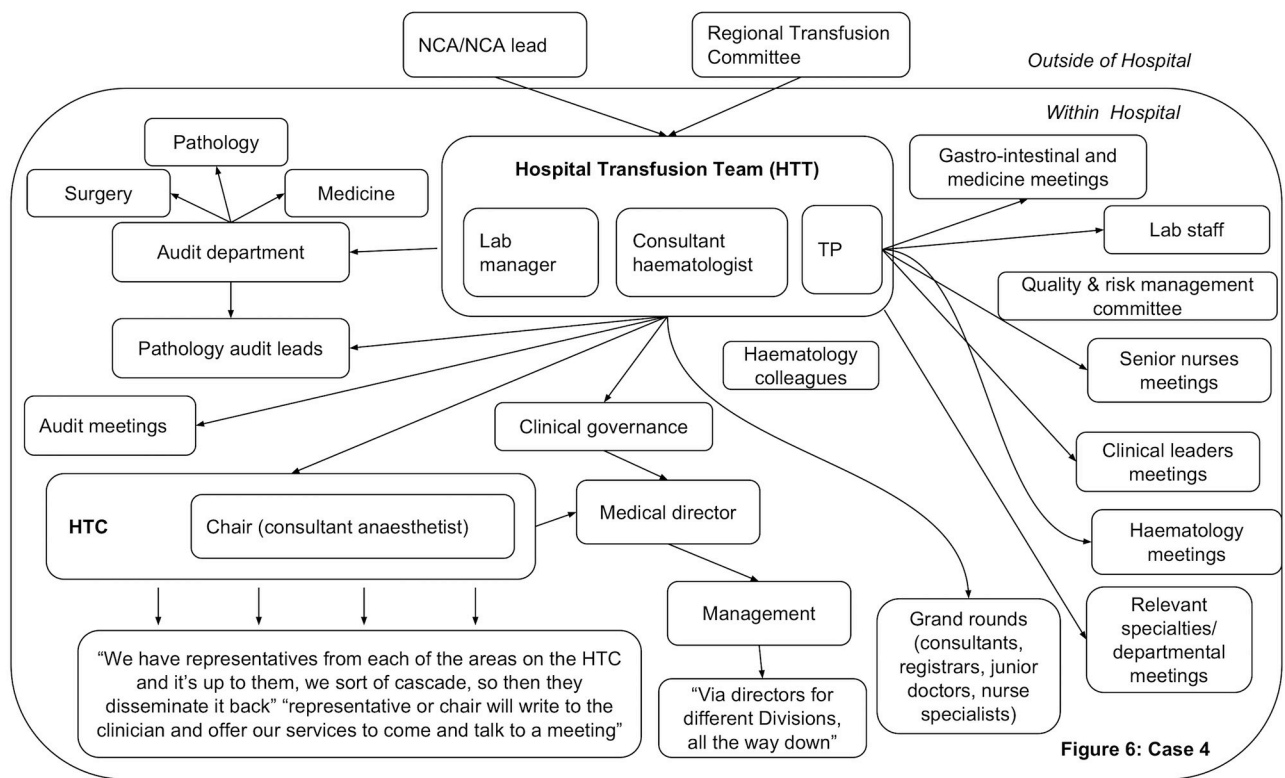 NCA/NCA lead
Regional Transfusion
Committee
Outside of Hospital
Within Hospital
Pathology
Surgery
Medicine
Audit department
Pathology audit leads
Audit meetings
Hospital Transfusion Team (HTT)
Lab
manager
Consultant
haematologist
TP
Gastro-intestinal and
medicine meetings
Lab staff
Quality & risk management
committee
Senior nurses
meetings
Clinical leaders
meetings
Haematology
meetings
Relevant
specialties/
departmental
meetings
Haematology
colleagues
Clinical governance
HTC
Chair (consultant anaesthetist)
Medical director
Management
“We have representatives from each of the areas on the HTC
and it’s up to them, we sort of cascade, so then they
disseminate it back” “representative or chair will write to the
clinician and offer our services to come and talk to a meeting”
“Via directors for
different Divisions,
all the way down”
Grand rounds
(consultants,
registrars, junior
doctors, nurse
specialists)
Figure 6: Case 4